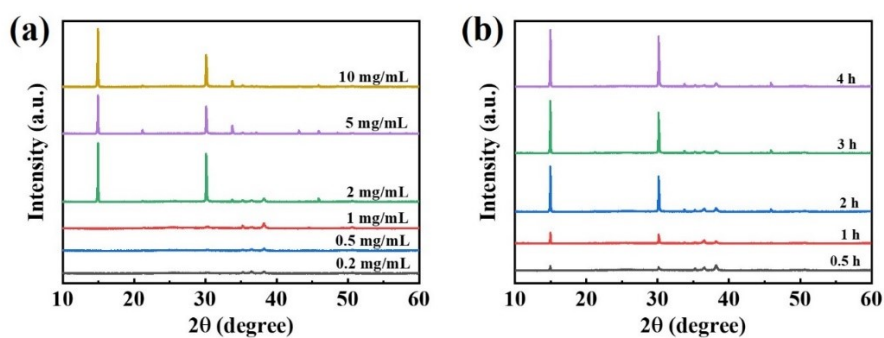 (a)
Intensity (a.u.)
10 mg/mL
5 mg/mL
2 mg/mL
1 mg/mL
0.5 mg/mL
0.2 mg/mL
10 20 30 40 50 60
2θ (degree)
(b)
Intensity (a.u.)
4 h
3 h
2 h
1 h
0.5 h
10 20 30 40 50 60
2θ (degree)